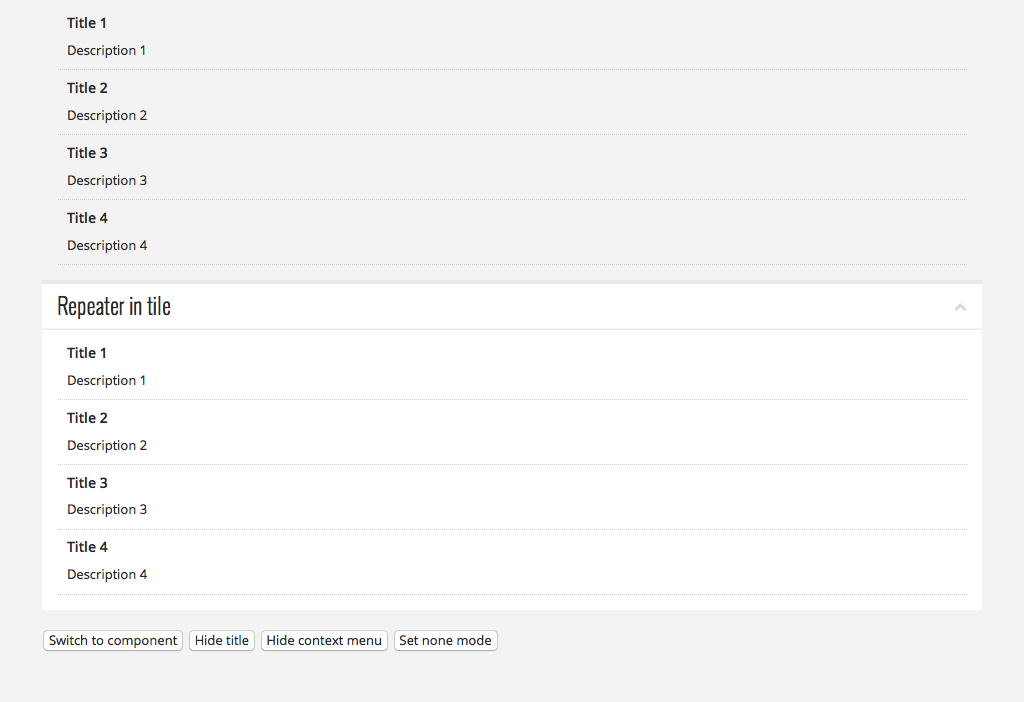 Title 1
Description 1
Title 2
Description 2
Title 3
Description 3
Title 4
Description 4
Repeater in tile
Title 1
Description 1
Title 2
Description 2
Title 3
Description 3
Title 4
Description 4
Switch to component Hide title Hide context menu Set none mode